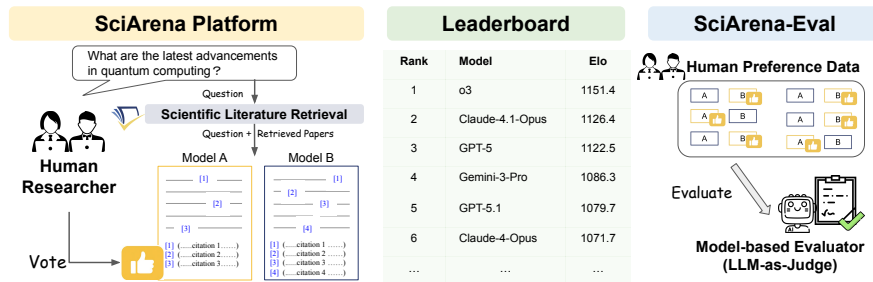 SciArena Platform
What are the latest advancements
in quantum computing?
Question
Scientific Literature Retrieval
Question + Retrieved Papers
Human
Researcher
Model A
[1]
[2]
[3]
[1] (......citation 1......)
[2] (......citation 2......)
[3] (......citation 3......)
Model B
[1]
[2]
[3]
[4]
[1] (......citation 1 ......)
[2] (......citation 2 ......)
[3] (......citation 3 ......)
[4] (......citation 4 ......)
Vote
Leaderboard
Rank Model Elo
1 o3 1151.4
2 Claude-4.1-Opus 1126.4
3 GPT-5 1122.5
4 Gemini-3-Pro 1086.3
5 GPT-5.1 1079.7
6 Claude-4-Opus 1071.7
... ... ...
SciArena-Eval
Human Preference Data
A B A B
A B A B
A B A B
Evaluate
AI
Model-based Evaluator
(LLM-as-Judge)